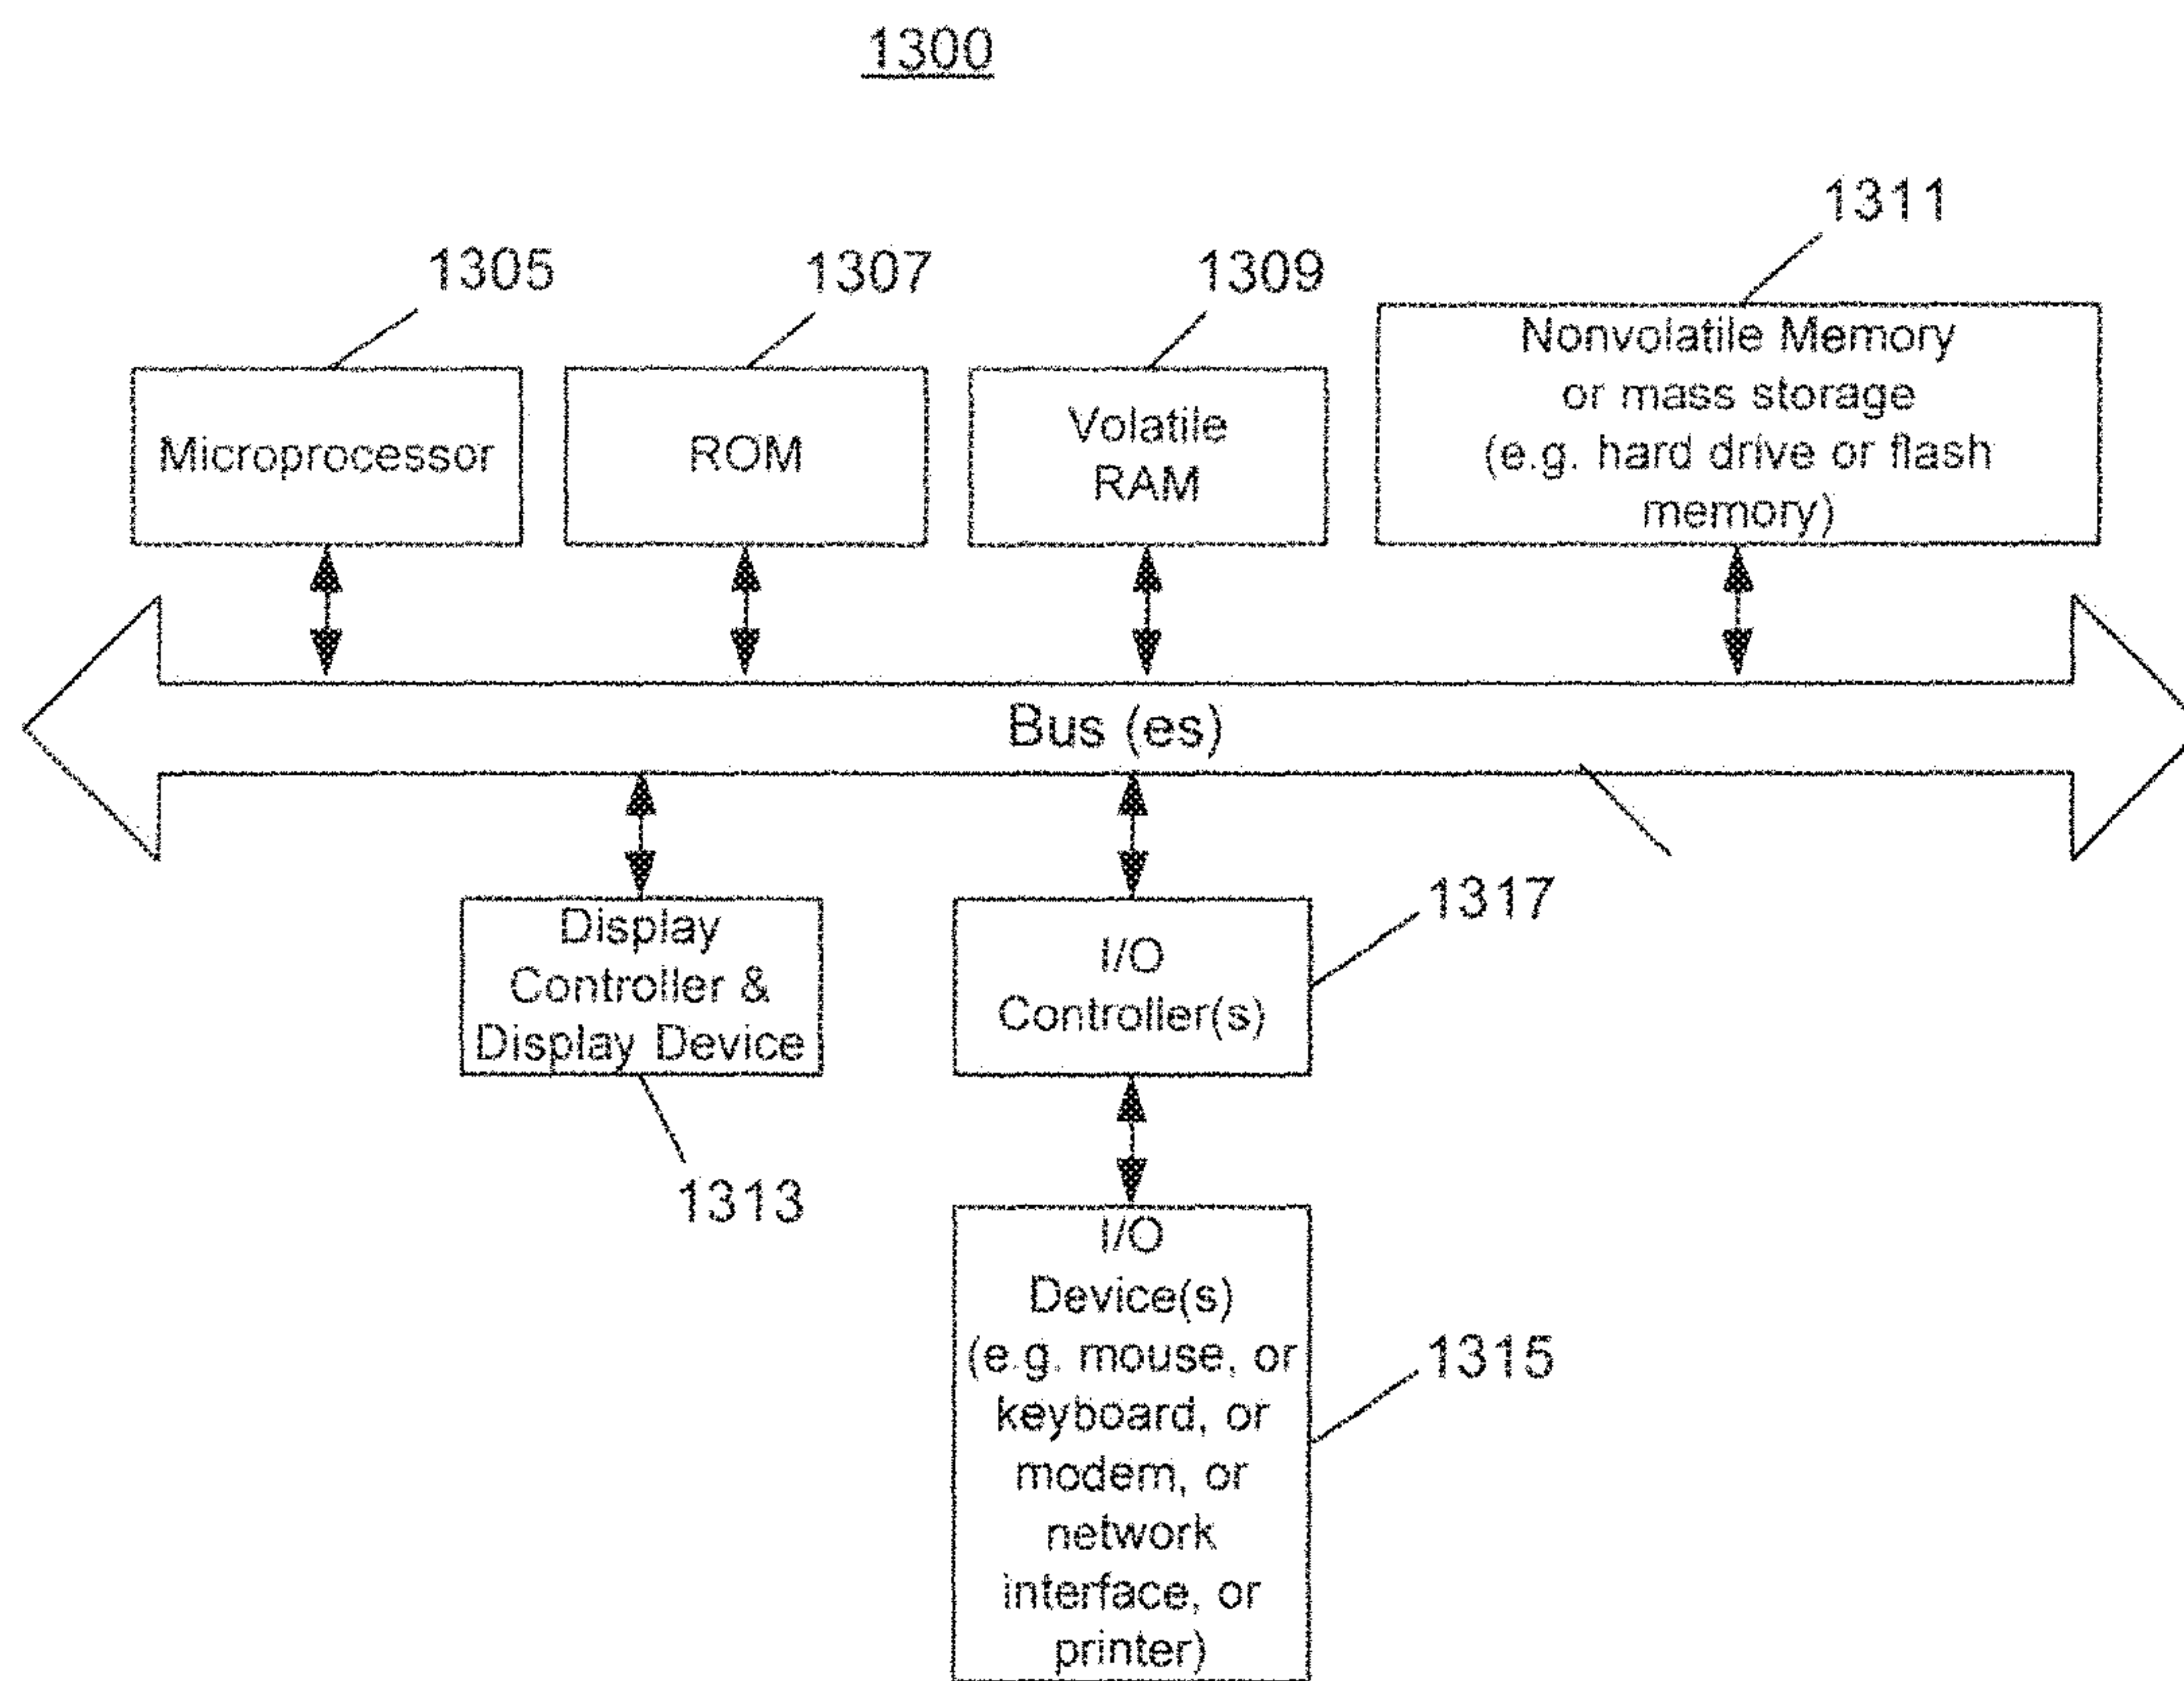 1300
1311
1305
1307
1309
Nonvolatile Memory
or mass storage
(e.g. hard drive or flash
memory)
Microprocessor
ROM
Volatile
RAM
Bus (es)
1317
Display
Controller &
Display Device
I/O
Controller(s)
1313
I/O
Device(s)
(e.g. mouse, or
keyboard, or
modem, or
network
interface, or
printer)
1315